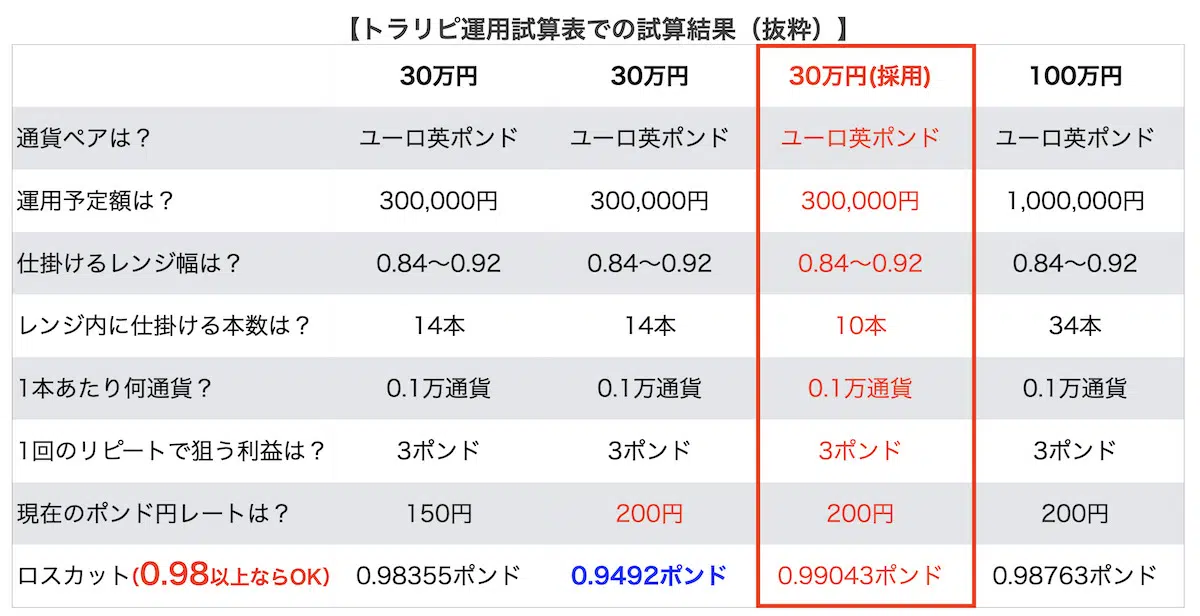 【トラリピ運用試算表での試算結果（抜粋）】
30万円 30万円 30万円(採用) 100万円
通貨ペアは？ ユーロ英ポンド ユーロ英ポンド ユーロ英ポンド ユーロ英ポンド
運用予定額は？ 300,000円 300,000円 300,000円 1,000,000円
仕掛けるレンジ幅は？ 0.84〜0.92 0.84〜0.92 0.84〜0.92 0.84〜0.92
レンジ内に仕掛ける本数は？ 14本 14本 10本 34本
1本あたり何通貨？ 0.1万通貨 0.1万通貨 0.1万通貨 0.1万通貨
1回のリピートで狙う利益は？ 3ポンド 3ポンド 3ポンド 3ポンド
現在のポンド円レートは？ 150円 200円 200円 200円
ロスカット(0.98以上ならOK) 0.98355ポンド 0.9492ポンド 0.99043ポンド 0.98763ポンド